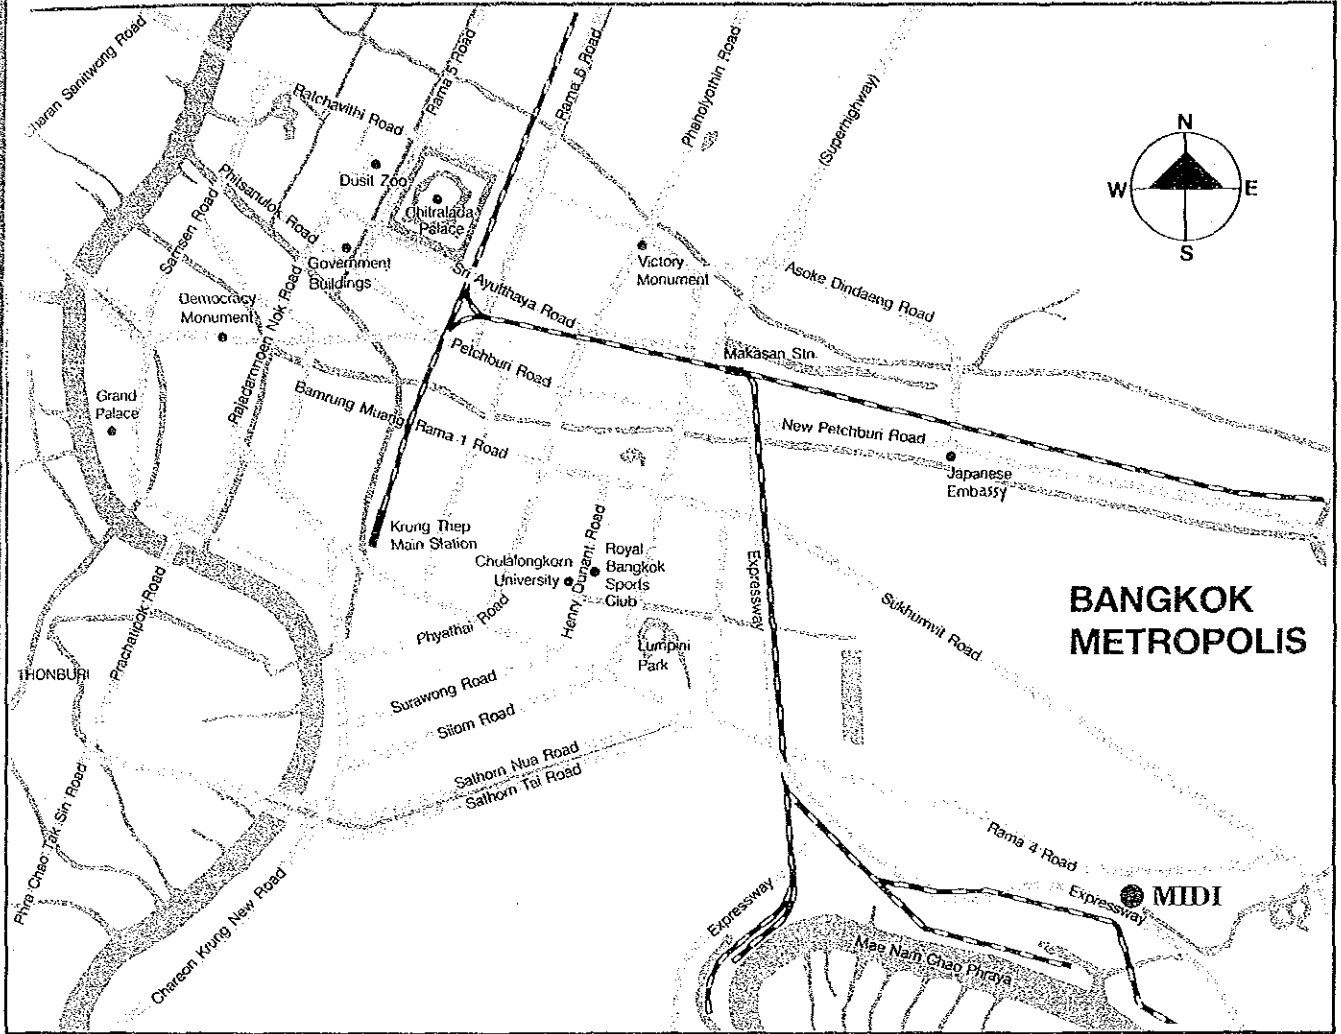 Charan Sanitwong Road
Rama 5 Road
Rama 6 Road
Phaholyothin Road
(Superhighway)
Ratchavithi Road
N
W
E
S
Dusit Zoo
Chitralada
Palace
Phitsanulok Road
Samsen Road
Government
Buildings
Victory
Monument
Sri Ayutthaya Road
Asoke Dindaeng Road
Democracy
Monument
Rajadamnoen Nok Road
Petchburi Road
Makasan Stn.
Grand
Palace
Bamrung Muang
Rama 1 Road
New Petchburi Road
Japanese
Embassy
Krung Thep
Main Station
Chulalongkorn
University
Henry Dunant Road
Royal
Bangkok
Sports
Club
Expressway
Sukhumvit Road
BANGKOK
METROPOLIS
Prachatipok Road
Phyathai Road
Lumpini
Park
THONBURI
Surawong Road
Silom Road
Sathorn Nua Road
Sathorn Tai Road
Phra Chao Tak Sin Road
Chareon Krung New Road
Rama 4 Road
Expressway
MIDI
Expressway
Mae Nam Chao Phraya